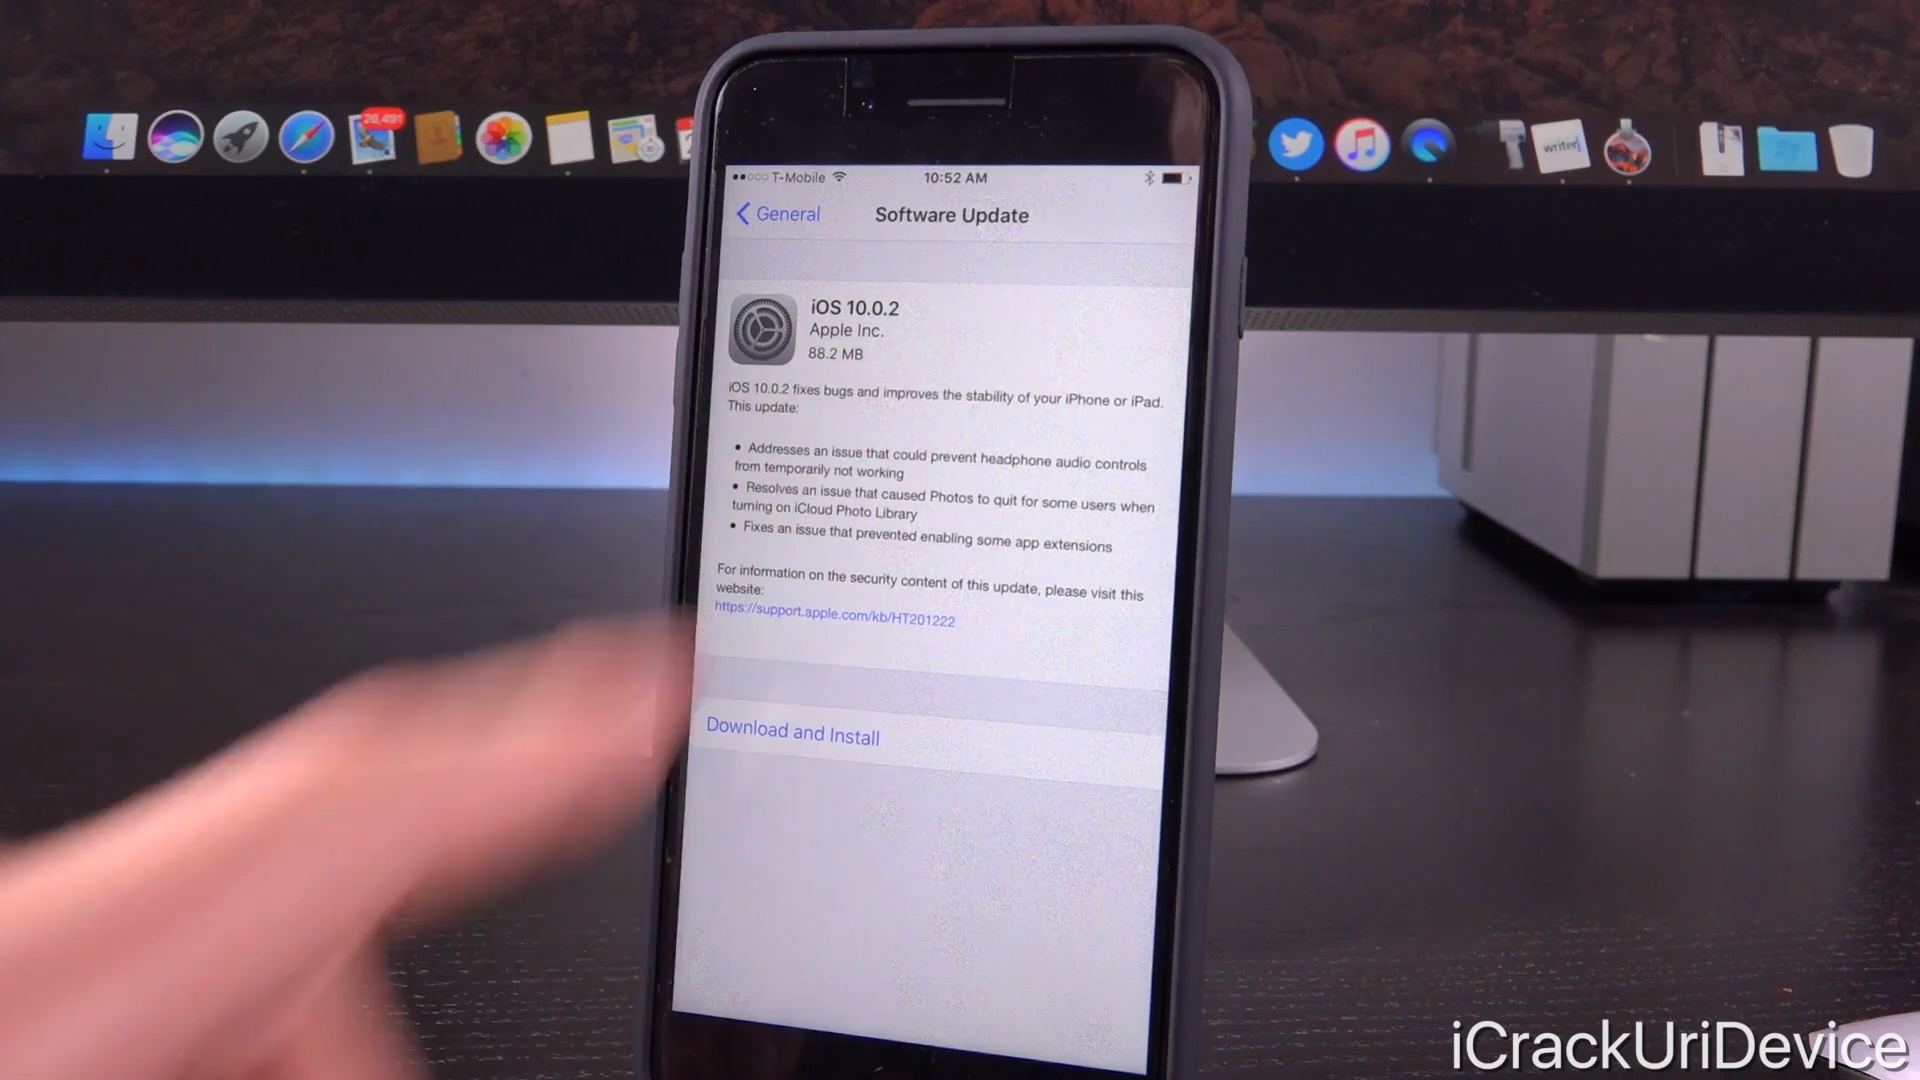 26,491
writer
T-Mobile
10:52 AM
General
Software Update
iOS 10.0.2
Apple Inc.
88.2 MB
iOS 10.0.2 fixes bugs and improves the stability of your iPhone or iPad.
This update:
• Addresses an issue that could prevent headphone audio controls
from temporarily not working
• Resolves an issue that caused Photos to quit for some users when
turning on iCloud Photo Library
• Fixes an issue that prevented enabling some app extensions
For information on the security content of this update, please visit this
website:
https://support.apple.com/kb/HT201222
Download and Install
iCrackUriDevice